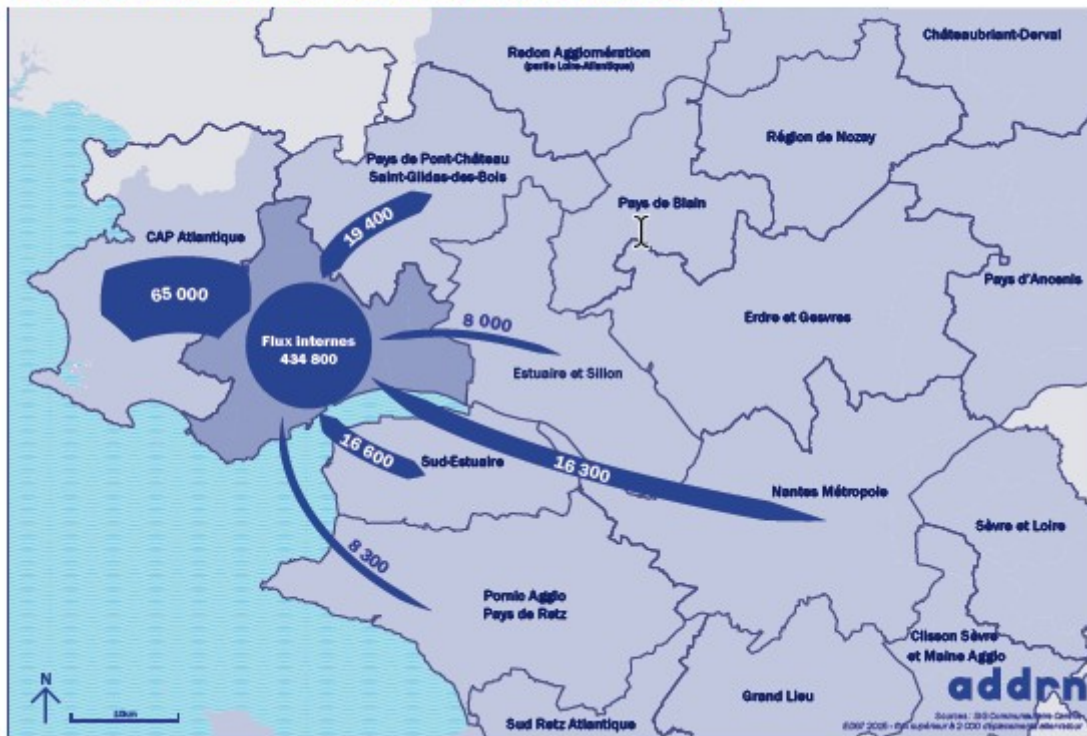 Châteaubriant-Derval
Redon Agglomération
(partie Loire-Atlantique)
Région de Nozay
Pays de Pont-Château
Saint-Gildas-des-Bois
Pays de Blain
19 400
CAP Atlantique
Pays d'Ancenis
65 000
8 000
Erdre et Gesvres
Flux internes
434 800
Estuaire et Sillon
16 600
Sud-Estuaire
16 300
Nantes Métropole
Sèvre et Loire
8 300
Pornic Agglo
Pays de Retz
Clisson Sèvre
et Maine Agglo
N
addrn
Grand Lieu
10km
Sud Retz Atlantique
Sources :